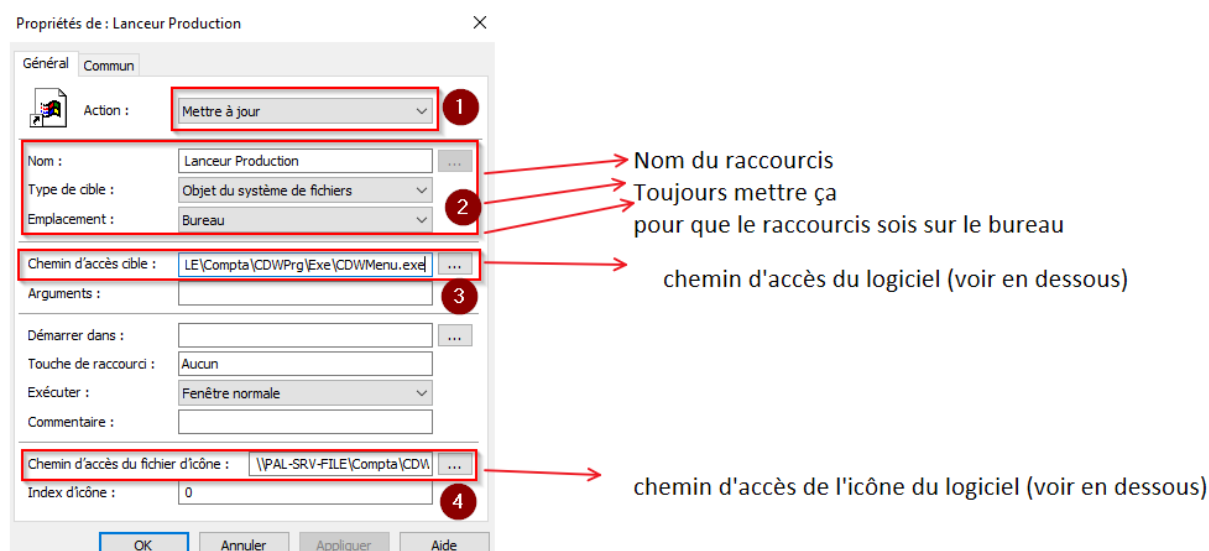 Propriétés de : Lanceur Production
Général Commun
Action : Mettre à jour
1
Nom : Lanceur Production ...
Nom du raccourcis
Type de cible : Objet du système de fichiers
Toujours mettre ça
2
Emplacement : Bureau
pour que le raccourcis sois sur le bureau
Chemin d'accès cible : LE\Compta\CDWPrg\Exe\CDWMenu.exe ...
chemin d'accès du logiciel (voir en dessous)
Arguments :
3
Démarrer dans : ...
Touche de raccourci : Aucun
Exécuter : Fenêtre normale
Commentaire :
Chemin d'accès du fichier d'icône : \\PAL-SRV-FILE\Compta\CDW ...
chemin d'accès de l'icône du logiciel (voir en dessous)
Index d'icône : 0
4
OK Annuler Appliquer Aide